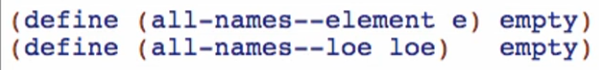 (define (all-names--element e) empty)
(define (all-names--loe loe)   empty)